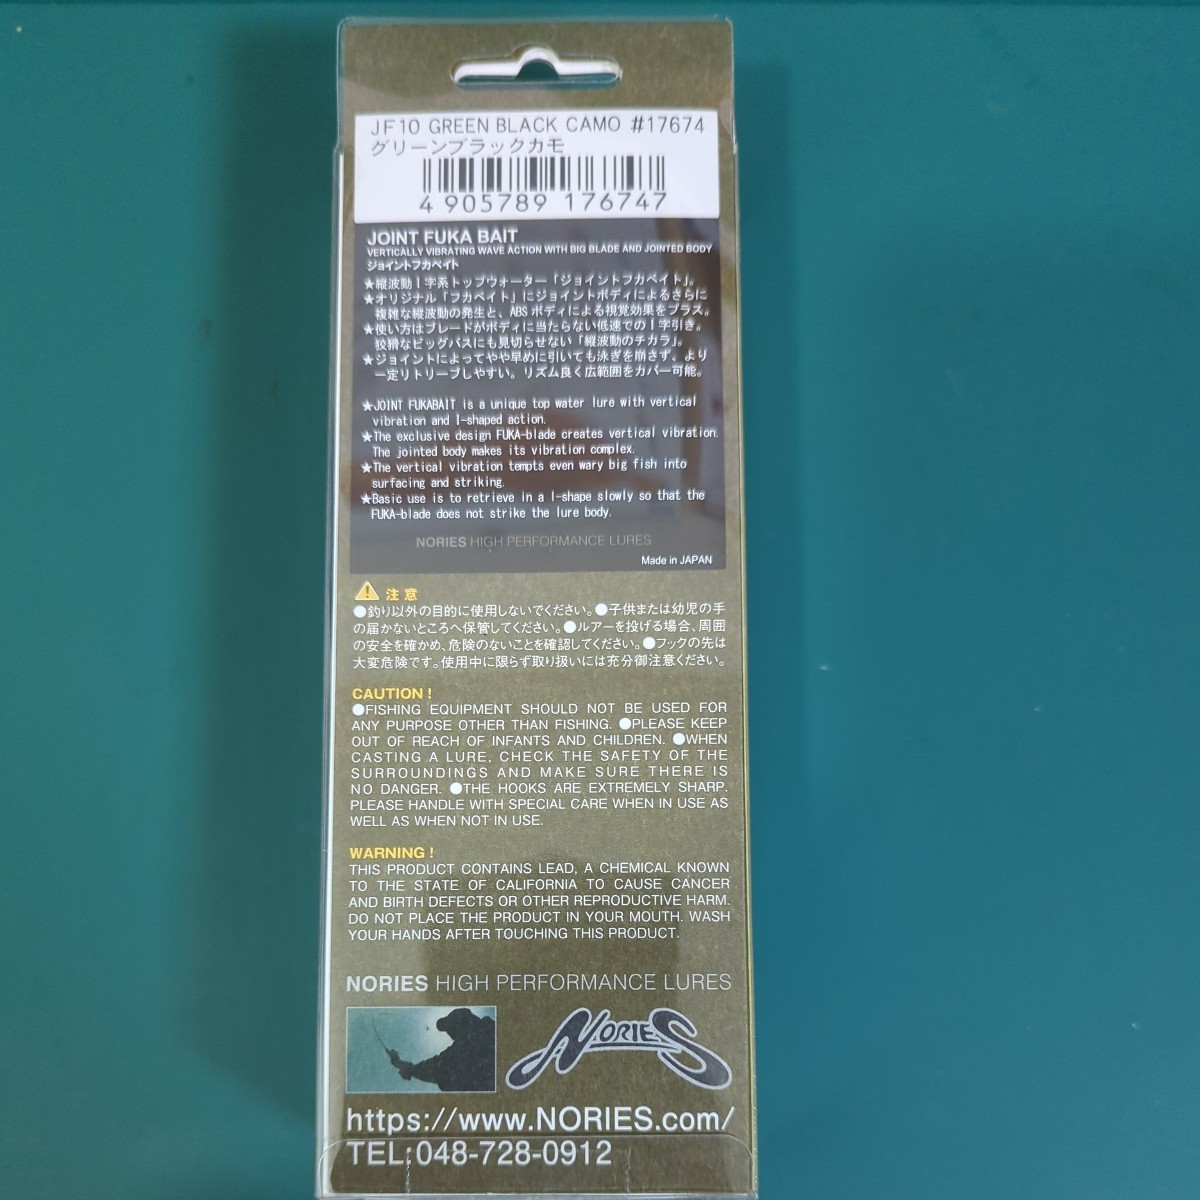 JF10 GREEN BLACK CAMO #17674
グリーンブラックカモ
4 905789 176747
JOINT FUKA BAIT
VERTICALLY VIBRATING WAVE ACTION WITH BIG BLADE AND JOINTED BODY
ジョイントフカベイト
★縦波動I字系トップウォーター「ジョイントフカベイト」。
★オリジナル「フカベイト」にジョイントボディによるさらに
複雑な縦波動の発生と、ABSボディによる視覚効果をプラス。
★使い方はブレードがボディに当たらない低速でのI字引き。
狡猾なビッグバスにも見切らせない「縦波動のチカラ」。
★ジョイントによってやや早めに引いても泳ぎを崩さず、より
一定リトリーブしやすい。リズム良く広範囲をカバー可能。
★JOINT FUKABAIT is a unique top water lure with vertical
vibration and I-shaped action.
★The exclusive design FUKA-blade creates vertical vibration.
The jointed body makes its vibration complex.
★The vertical vibration tempts even wary big fish into
surfacing and striking.
★Basic use is to retrieve in a I-shape slowly so that the
FUKA-blade does not strike the lure body.
NORIES HIGH PERFORMANCE LURES
Made in JAPAN
注意
●釣り以外の目的に使用しないでください。●子供または幼児の手
の届かないところへ保管してください。●ルアーを投げる場合、周囲
の安全を確かめ、危険のないことを確認してください。●フックの先は
大変危険です。使用中に限らず取り扱いには充分御注意ください。
CAUTION !
●FISHING EQUIPMENT SHOULD NOT BE USED FOR
ANY PURPOSE OTHER THAN FISHING. ●PLEASE KEEP
OUT OF REACH OF INFANTS AND CHILDREN. ●WHEN
CASTING A LURE, CHECK THE SAFETY OF THE
SURROUNDINGS AND MAKE SURE THERE IS
NO DANGER. ●THE HOOKS ARE EXTREMELY SHARP.
PLEASE HANDLE WITH SPECIAL CARE WHEN IN USE AS
WELL AS WHEN NOT IN USE.
WARNING !
THIS PRODUCT CONTAINS LEAD, A CHEMICAL KNOWN
TO THE STATE OF CALIFORNIA TO CAUSE CANCER
AND BIRTH DEFECTS OR OTHER REPRODUCTIVE HARM.
DO NOT PLACE THE PRODUCT IN YOUR MOUTH. WASH
YOUR HANDS AFTER TOUCHING THIS PRODUCT.
NORIES HIGH PERFORMANCE LURES
NORIES
https://www.NORIES.com/
TEL:048-728-0912